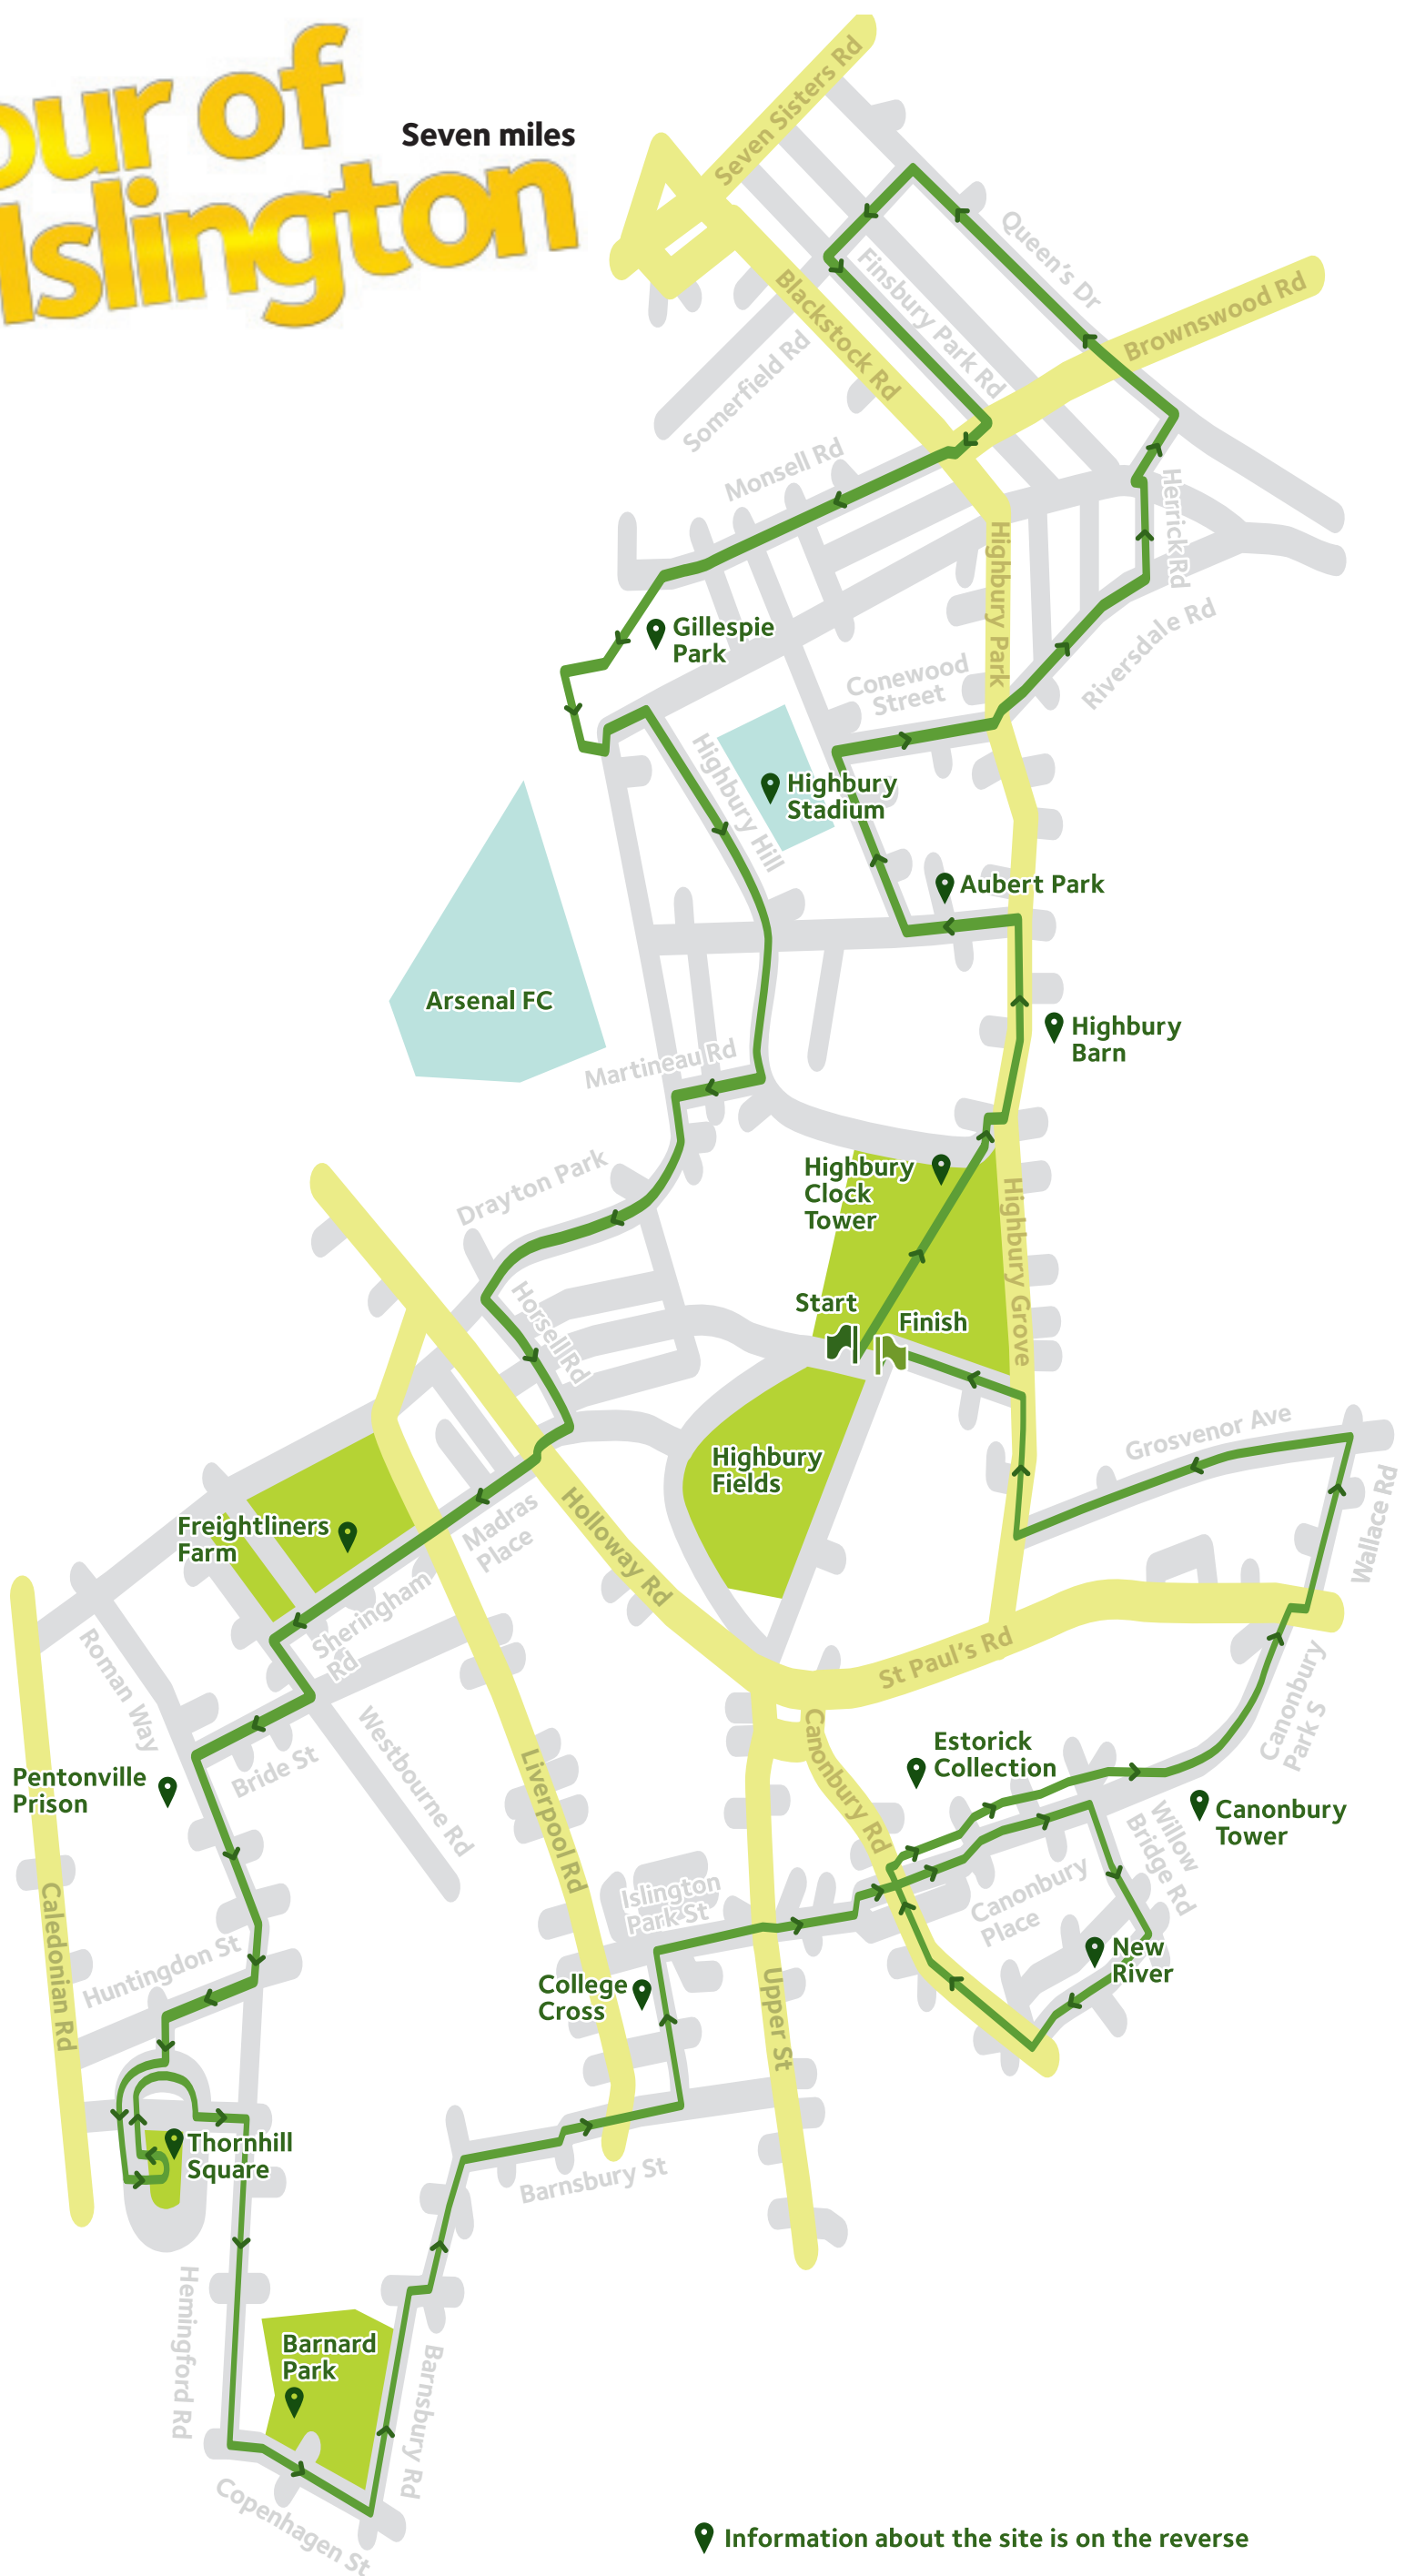 our of
Islington
Seven miles
Seven Sisters Rd
Queen's Dr
Finsbury Park Rd
Blackstock Rd
Brownswood Rd
Somerfield Rd
Monsell Rd
Herrick Rd
Highbury Park
Gillespie
Park
Riversdale Rd
Conewood
Street
Highbury Hill
Highbury
Stadium
Aubert Park
Arsenal FC
Highbury
Barn
Martineau Rd
Highbury
Clock
Tower
Drayton Park
Highbury Grove
Horsell Rd
Start
Finish
Grosvenor Ave
Highbury
Fields
Wallace Rd
Madras
Place
Holloway Rd
Freightliners
Farm
Sheringham
Rd
St Paul's Rd
Roman Way
Canonbury
Park S
Westbourne Rd
Bride St
Pentonville
Prison
Liverpool Rd
Canonbury Rd
Estorick
Collection
Canonbury
Tower
Willow
Bridge Rd
Islington
Park St
Canonbury
Place
Caledonian Rd
Huntingdon St
New
River
College
Cross
Upper St
Thornhill
Square
Barnsbury St
Hemingford Rd
Barnard
Park
Barnsbury Rd
Copenhagen St
Information about the site is on the reverse